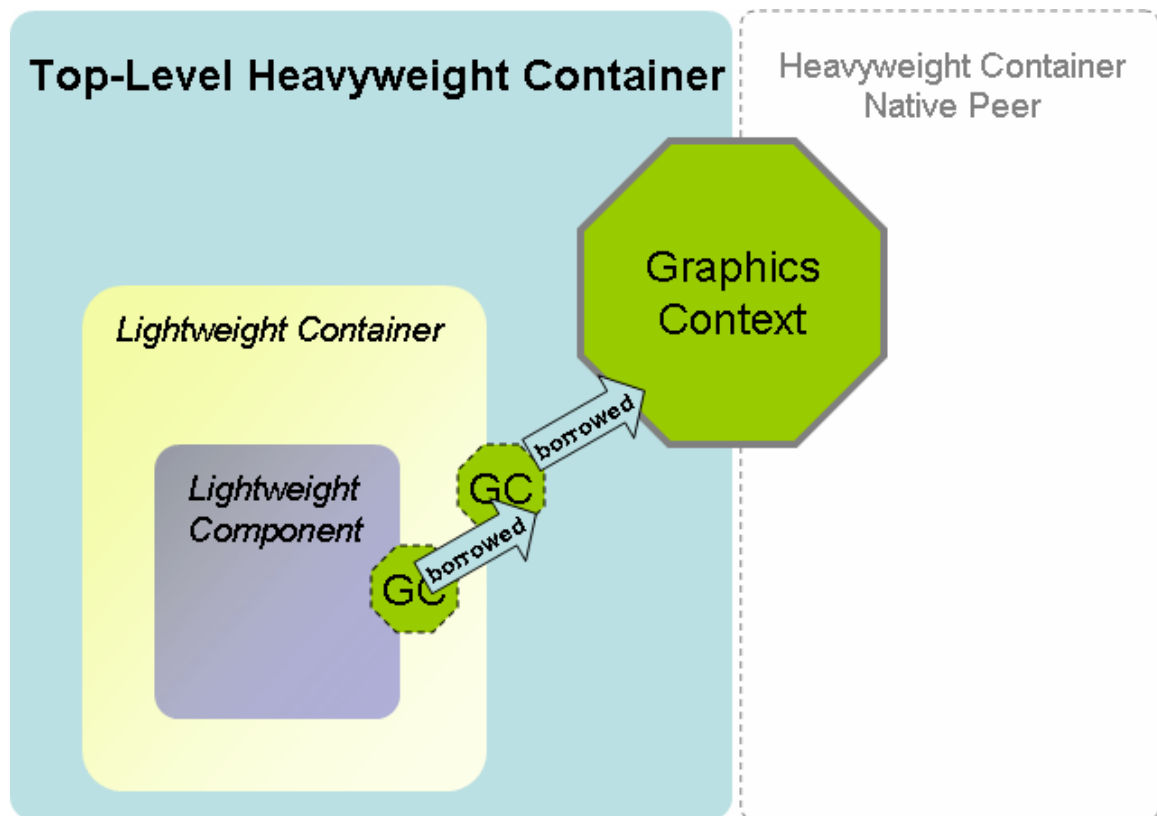 Top-Level Heavyweight Container
Heavyweight Container
Native Peer
Graphics
Context
Lightweight Container
borrowed
Lightweight
Component
GC
borrowed
GC